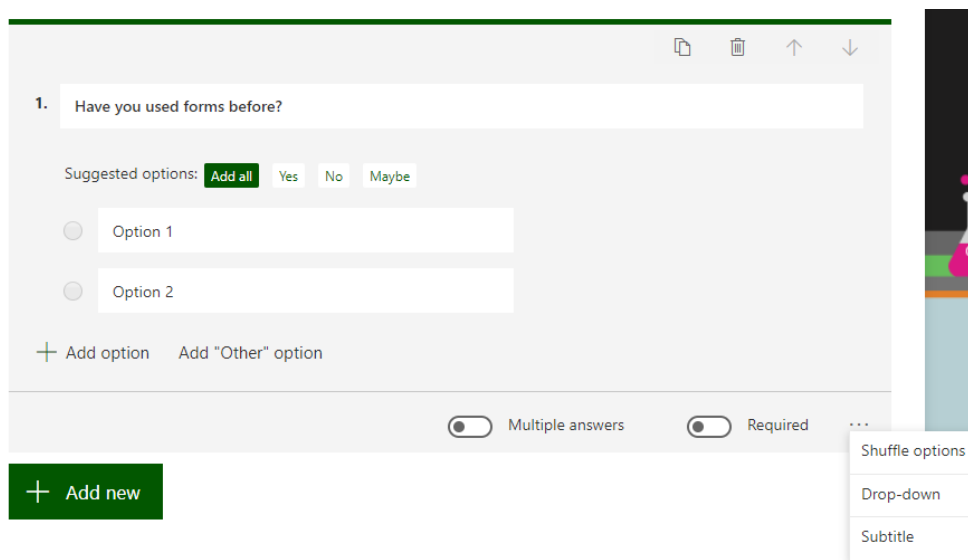 1. Have you used forms before?
Suggested options: Add all Yes No Maybe
Option 1
Option 2
Add option Add "Other" option
Multiple answers Required ...
Shuffle options
Drop-down
Subtitle
Add new